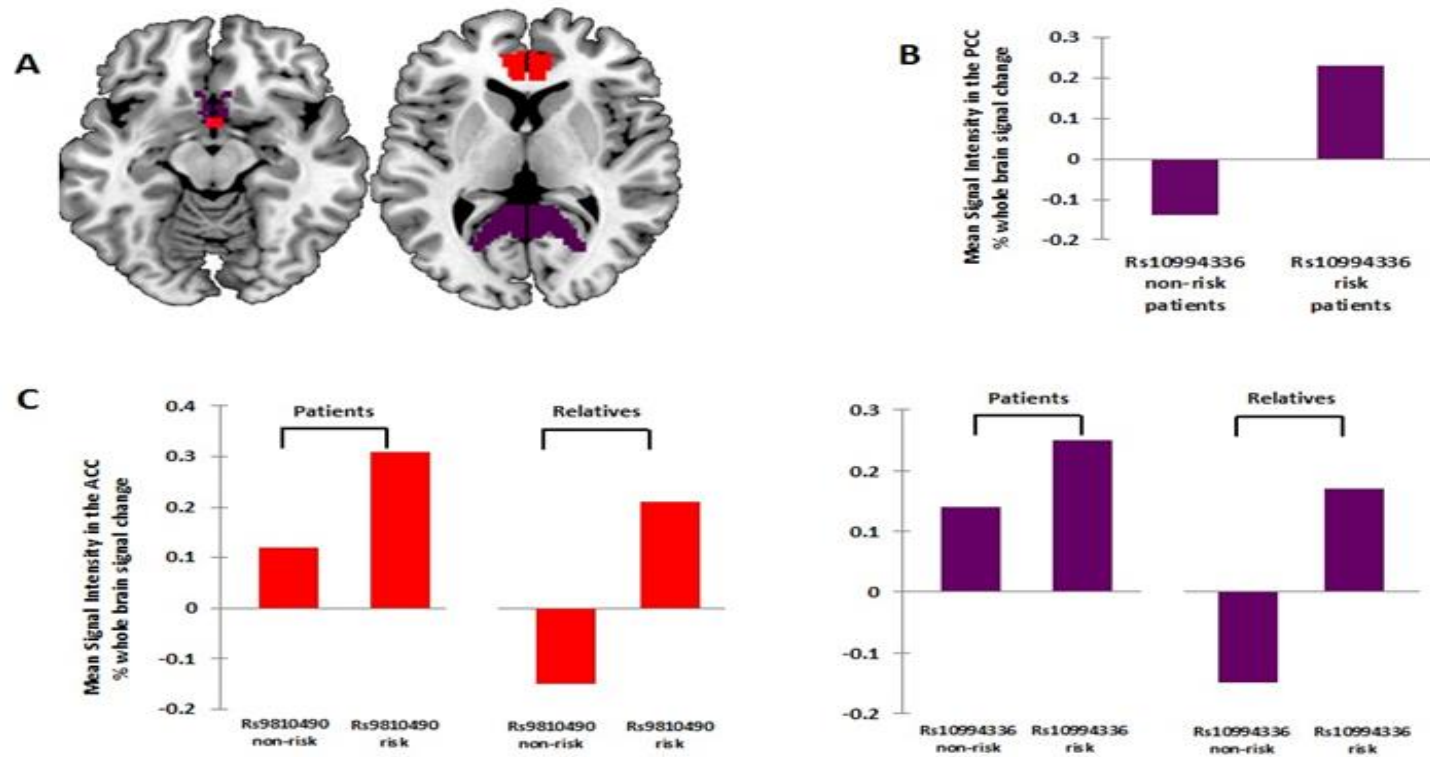 A
B
Mean Signal Intensity in the PCC
% whole brain signal change
0.3
0.2
0.1
0
-0.1
-0.2
Rs10994336
non-risk
patients
Rs10994336
risk
patients
C
Mean Signal Intensity in the ACC
% whole brain signal change
0.4
0.3
0.2
0.1
0
-0.1
-0.2
Patients
Relatives
Rs9810490
non-risk
Rs9810490
risk
Rs9810490
non-risk
Rs9810490
risk
0.3
0.2
0.1
0
-0.1
-0.2
Patients
Relatives
Rs10994336
non-risk
Rs10994336
risk
Rs10994336
non-risk
Rs10994336
risk